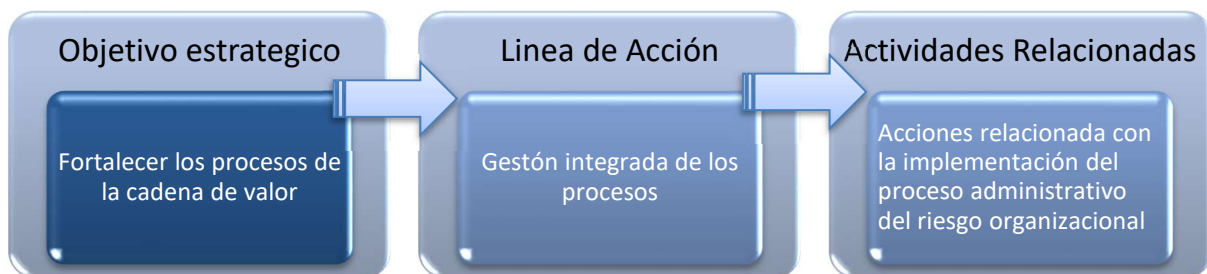 Objetivo estrategico
Fortalecer los procesos de
la cadena de valor
Linea de Acción
Gestón integrada de los
procesos
Actividades Relacionadas
Acciones relacionada con
la implementación del
proceso administrativo
del riesgo organizacional